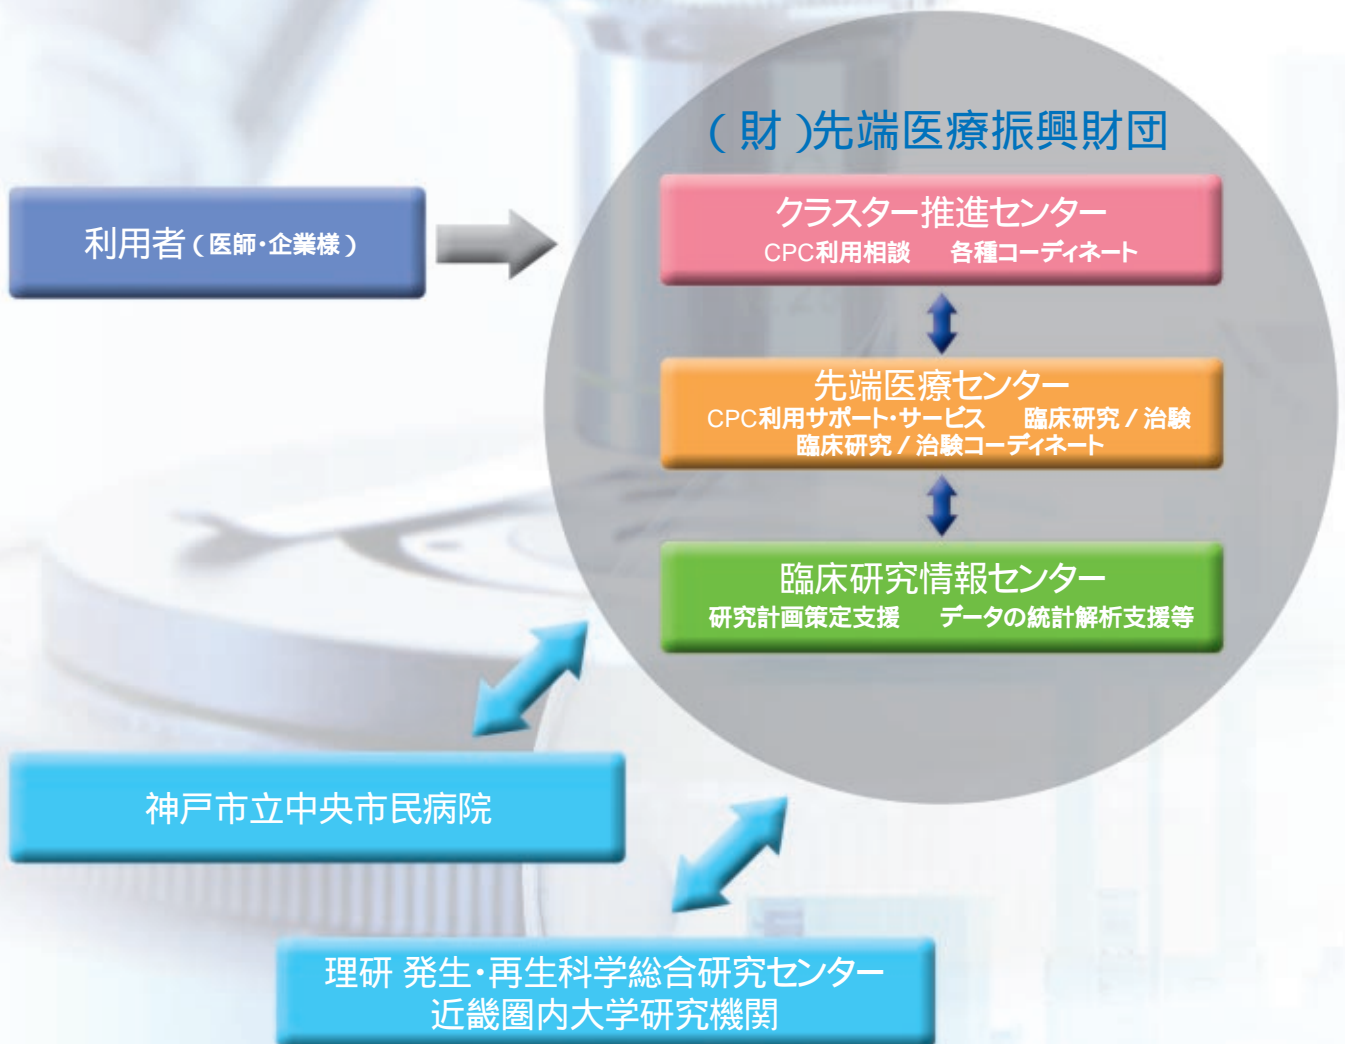 (財)先端医療振興財団
利用者(医師・企業様)
クラスター推進センター
CPC利用相談　各種コーディネート
先端医療センター
CPC利用サポート・サービス　臨床研究/治験
臨床研究/治験コーディネート
臨床研究情報センター
研究計画策定支援　データの統計解析支援等
神戸市立中央市民病院
理研 発生・再生科学総合研究センター
近畿圏内大学研究機関